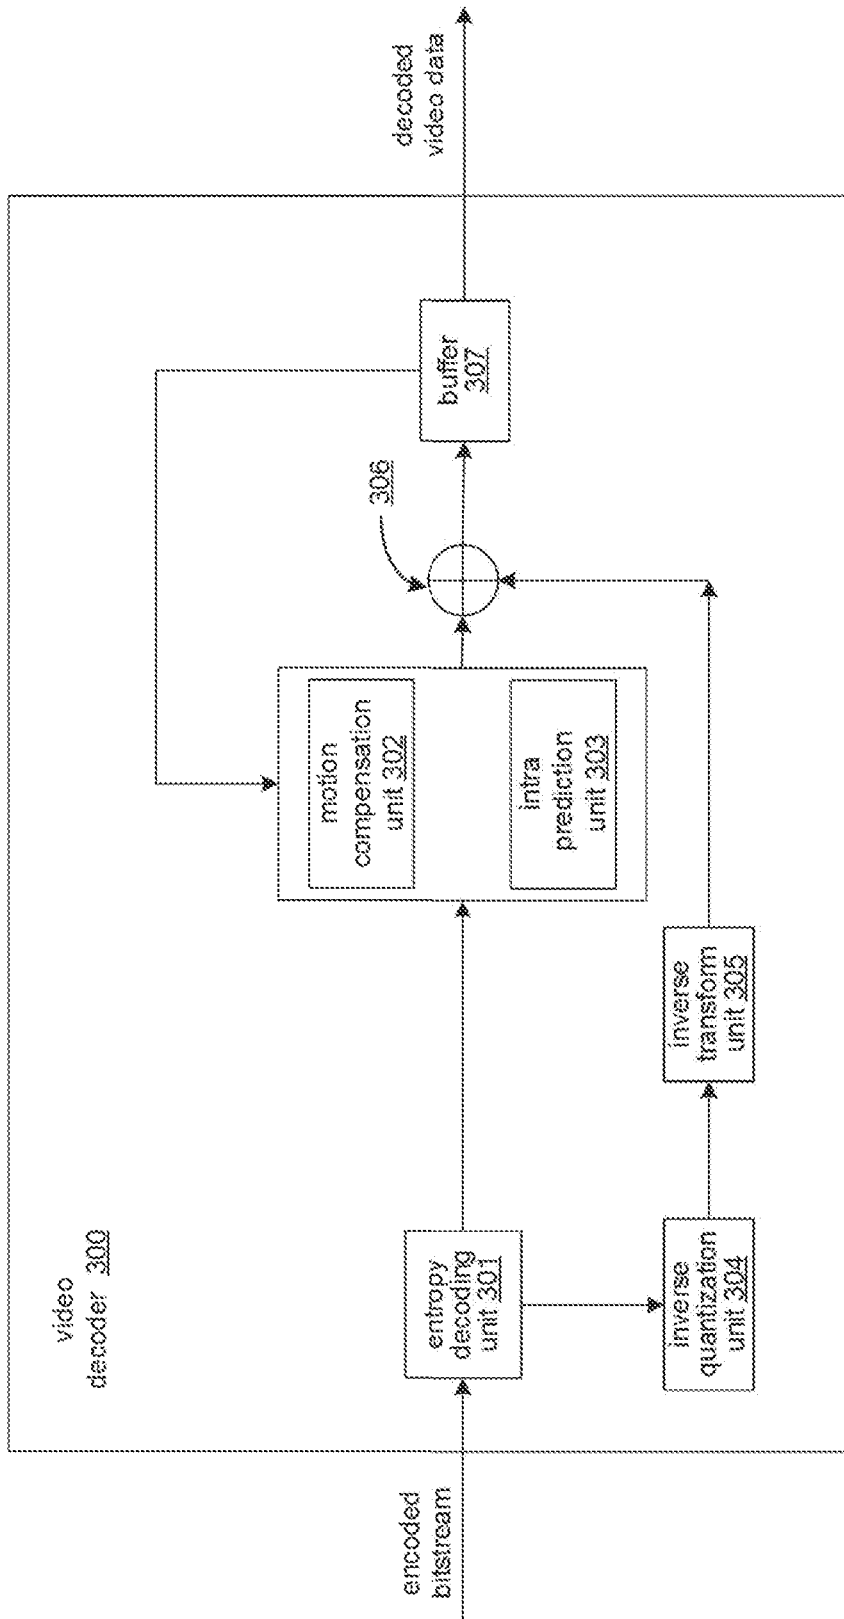 video
decoder 300
encoded
bitstream
entropy
decoding
unit 301
inverse
quantization
unit 304
inverse
transform
unit 305
motion
compensation
unit 302
intra
prediction
unit 303
306
buffer
307
decoded
video data